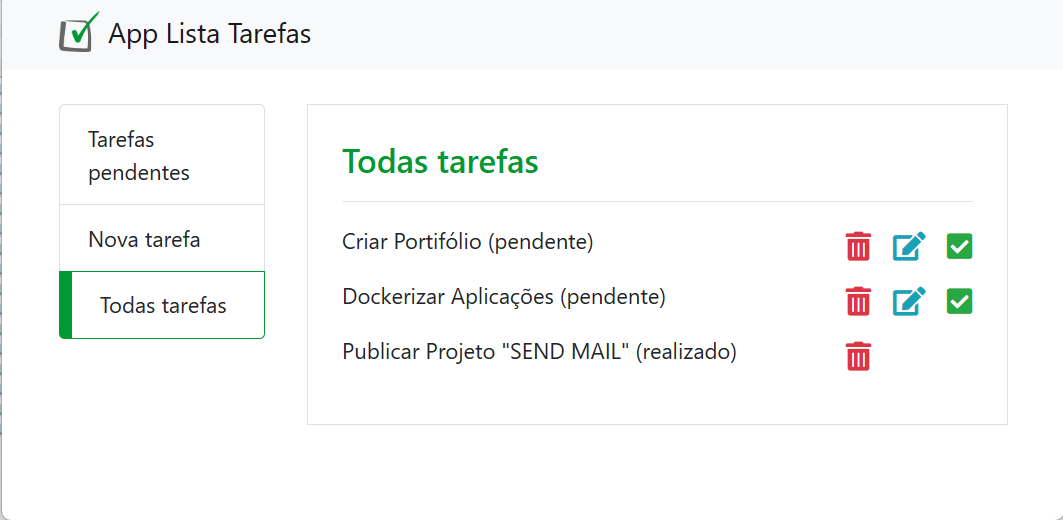 App Lista Tarefas
Tarefas
pendentes
Nova tarefa
Todas tarefas
Todas tarefas
Criar Portifólio (pendente)
Dockerizar Aplicações (pendente)
Publicar Projeto "SEND MAIL" (realizado)